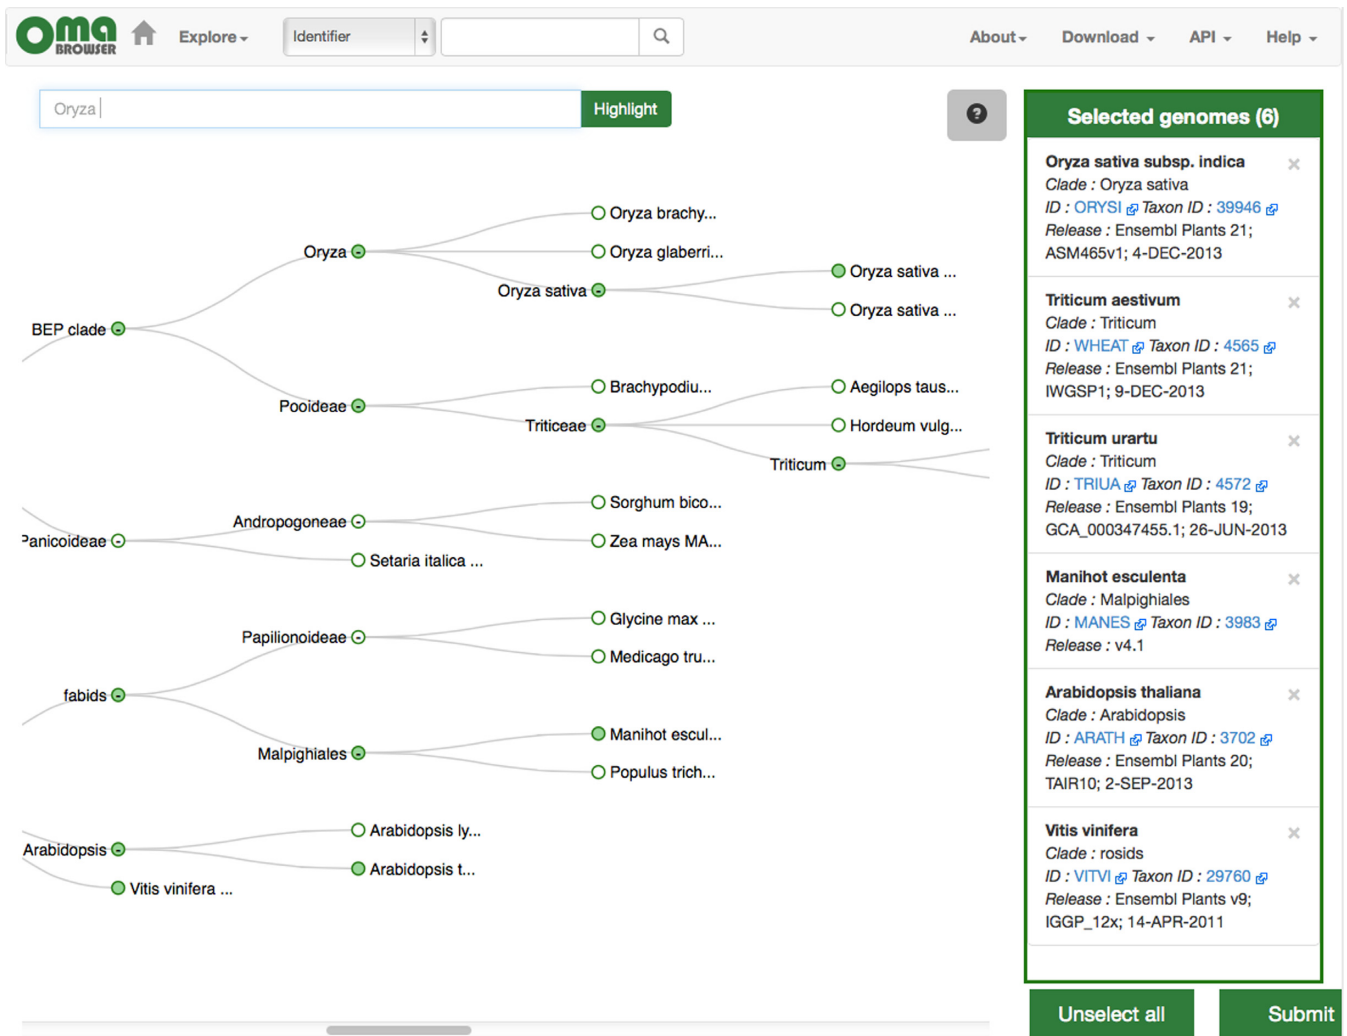 oma BROWSER
Explore
Identifier
About
Download
API
Help
Oryza
Highlight
?
Oryza brachy...
Oryza
Oryza glaberri...
Oryza sativa ...
Oryza sativa
Oryza sativa ...
BEP clade
Brachypodiu...
Aegilops taus...
Pooideae
Triticeae
Hordeum vulg...
Triticum
Sorghum bico...
Andropogoneae
Panicoideae
Zea mays MA...
Setaria italica ...
Glycine max ...
Papilionoideae
Medicago tru...
fabids
Manihot escul...
Malpighiales
Populus trich...
Arabidopsis ly...
Arabidopsis
Arabidopsis t...
Vitis vinifera ...
Selected genomes (6)
Oryza sativa subsp. indica
Clade : Oryza sativa
ID : ORYSI Taxon ID : 39946
Release : Ensembl Plants 21;
ASM465v1; 4-DEC-2013
Triticum aestivum
Clade : Triticum
ID : WHEAT Taxon ID : 4565
Release : Ensembl Plants 21;
IWGSP1; 9-DEC-2013
Triticum urartu
Clade : Triticum
ID : TRIUA Taxon ID : 4572
Release : Ensembl Plants 19;
GCA_000347455.1; 26-JUN-2013
Manihot esculenta
Clade : Malpighiales
ID : MANES Taxon ID : 3983
Release : v4.1
Arabidopsis thaliana
Clade : Arabidopsis
ID : ARATH Taxon ID : 3702
Release : Ensembl Plants 20;
TAIR10; 2-SEP-2013
Vitis vinifera
Clade : rosids
ID : VITVI Taxon ID : 29760
Release : Ensembl Plants v9;
IGGP_12x; 14-APR-2011
Unselect all
Submit